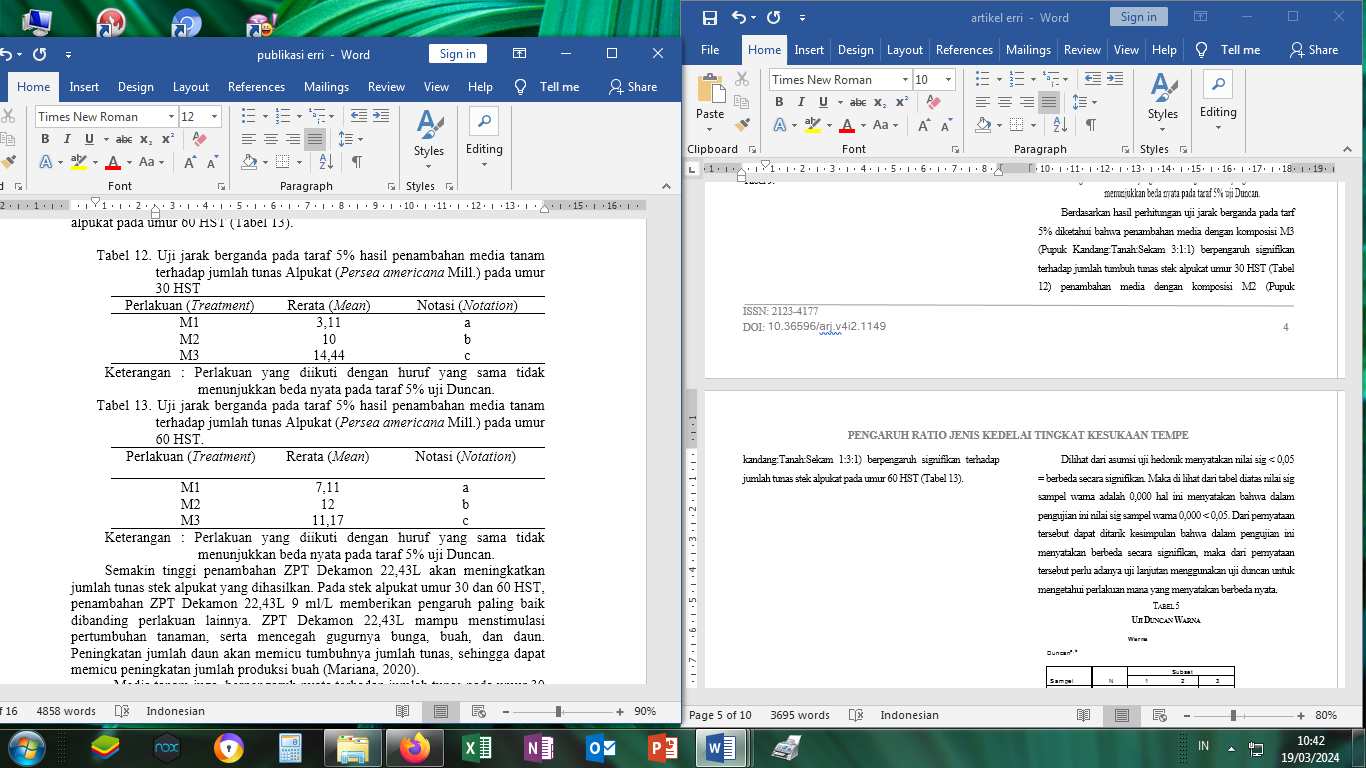 publikasi erri - Word
Sign in
Home Insert Design Layout References Mailings Review View Help Tell me Share
Times New Roman 12
Styles
Editing
Font
Paragraph
Styles
alpukat pada umur 60 HST (Tabel 13).
Tabel 12. Uji jarak berganda pada taraf 5% hasil penambahan media tanam
terhadap jumlah tunas Alpukat (Persea americana Mill.) pada umur
30 HST
Perlakuan (Treatment) Rerata (Mean) Notasi (Notation)
M1 3,11 a
M2 10 b
M3 14,44 c
Keterangan : Perlakuan yang diikuti dengan huruf yang sama tidak
menunjukkan beda nyata pada taraf 5% uji Duncan.
Tabel 13. Uji jarak berganda pada taraf 5% hasil penambahan media tanam
terhadap jumlah tunas Alpukat (Persea americana Mill.) pada umur
60 HST.
Perlakuan (Treatment) Rerata (Mean) Notasi (Notation)
M1 7,11 a
M2 12 b
M3 11,17 c
Keterangan : Perlakuan yang diikuti dengan huruf yang sama tidak
menunjukkan beda nyata pada taraf 5% uji Duncan.
Semakin tinggi penambahan ZPT Dekamon 22,43L akan meningkatkan
jumlah tunas stek alpukat yang dihasilkan. Pada stek alpukat umur 30 dan 60 HST,
penambahan ZPT Dekamon 22,43L 9 ml/L memberikan pengaruh paling baik
dibanding perlakuan lainnya. ZPT Dekamon 22,43L mampu menstimulasi
pertumbuhan tanaman, serta mencegah gugurnya bunga, buah, dan daun.
Peningkatan jumlah daun akan memicu tumbuhnya jumlah tunas, sehingga dapat
memicu peningkatan jumlah produksi buah (Mariana, 2020).
Media tanam juga berpengaruh nyata terhadap jumlah tunas pada umur 30
of 16 4858 words Indonesian 90%
artikel erri - Word
Sign in
File Home Insert Design Layout References Mailings Review View Help Tell me Share
Paste
Times New Roman 10
Styles
Editing
Clipboard
Font
Paragraph
Styles
menunjukkan beda nyata pada taraf 5% uji Duncan.
Berdasarkan hasil perhitungan uji jarak berganda pada tarf
5% diketahui bahwa penambahan media dengan komposisi M3
(Pupuk Kandang:Tanah:Sekam 3:1:1) berpengaruh signifikan
terhadap jumlah tumbuh tunas stek alpukat umur 30 HST (Tabel
12) penambahan media dengan komposisi M2 (Pupuk
ISSN: 2123-4177
DOI: 10.36596/arj.v4i2.1149 4
PENGARUH RATIO JENIS KEDELAI TINGKAT KESUKAAN TEMPE
kandang:Tanah:Sekam 1:3:1) berpengaruh signifikan terhadap
jumlah tunas stek alpukat pada umur 60 HST (Tabel 13).
Dilihat dari asumsi uji hedonik menyatakan nilai sig < 0,05
= berbeda secara signifikan. Maka di lihat dari tabel diatas nilai sig
sampel warna adalah 0,000 hal ini menyatakan bahwa dalam
pengujian ini nilai sig sampel warna 0,000 < 0,05. Dari pernyataan
tersebut dapat ditarik kesimpulan bahwa dalam pengujian ini
menyatakan berbeda secara signifikan, maka dari pernyataan
tersebut perlu adanya uji lanjutan menggunakan uji duncan untuk
mengetahui perlakuan mana yang menyatakan berbeda nyata.
TABEL 5
UJI DUNCAN WARNA
Warna
Duncan
Sampel N Subset
1 2 3
Page 5 of 10 3695 words Indonesian 80%
IN
10:42
19/03/2024